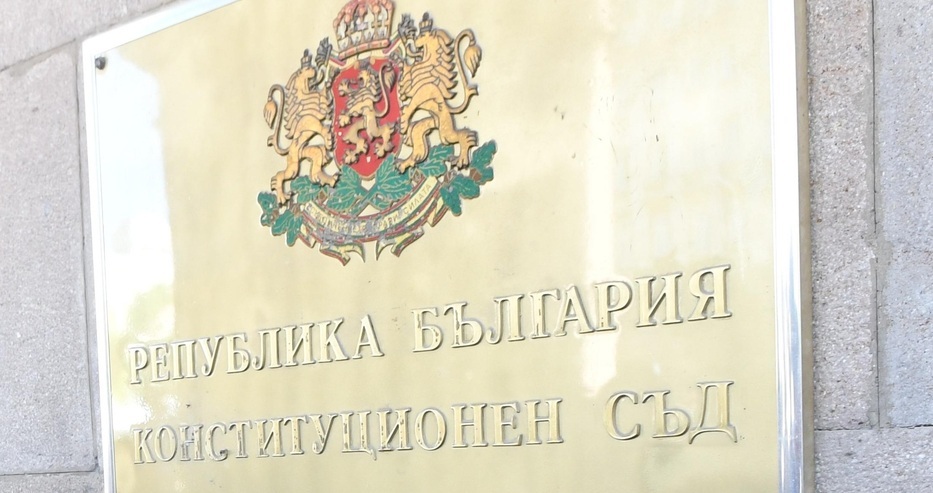 РЕПУБЛИКА БЪЛГАРИЯ
КОНСТИТУЦИОНЕН СЪД